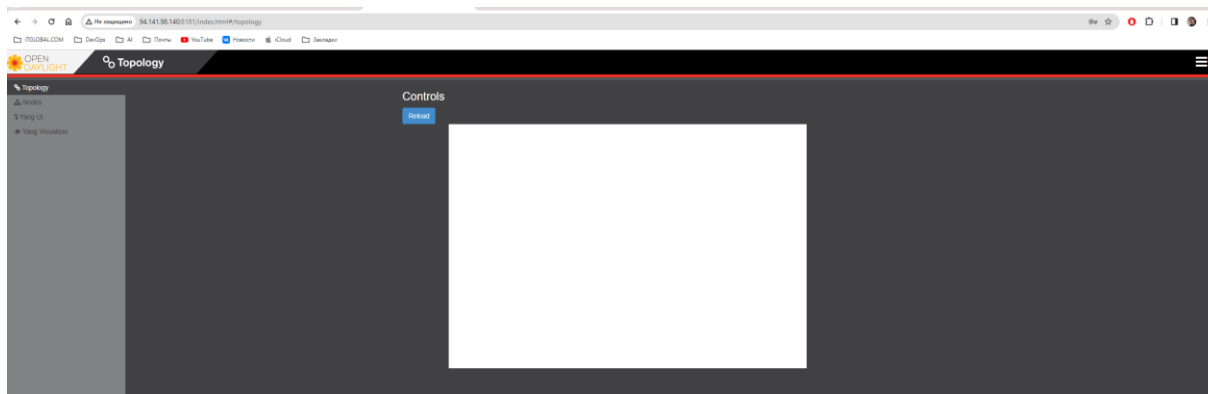 Не защищено 94.141.96.140:8181/index.html#/topology
ITGLOBAL.COM DevOps AI Почты YouTube Новости iCloud Закладки
OPEN
DAYLIGHT
Topology
Topology
Nodes
Yang UI
Yang Visualizer
Controls
Reload